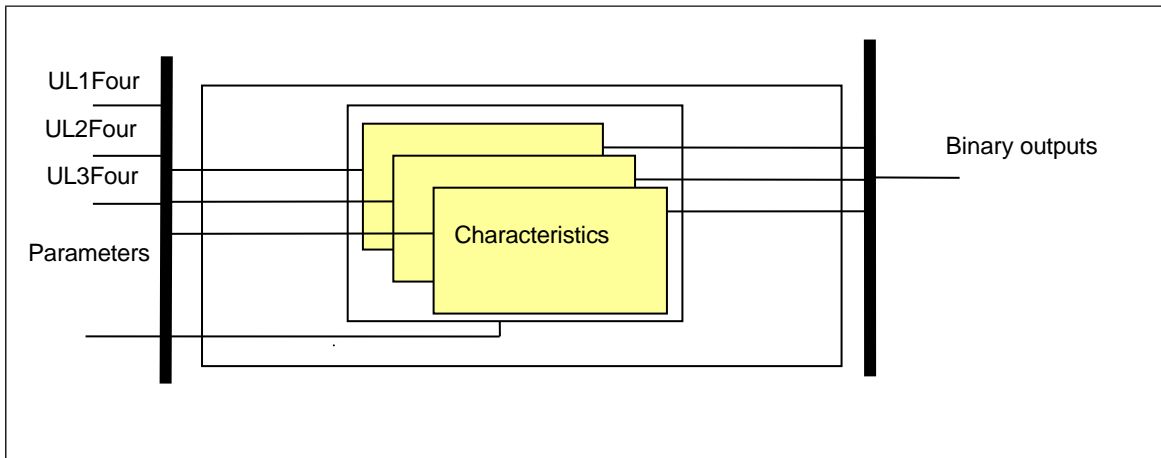 UL1Four
UL2Four
UL3Four
Parameters
Characteristics
Binary outputs